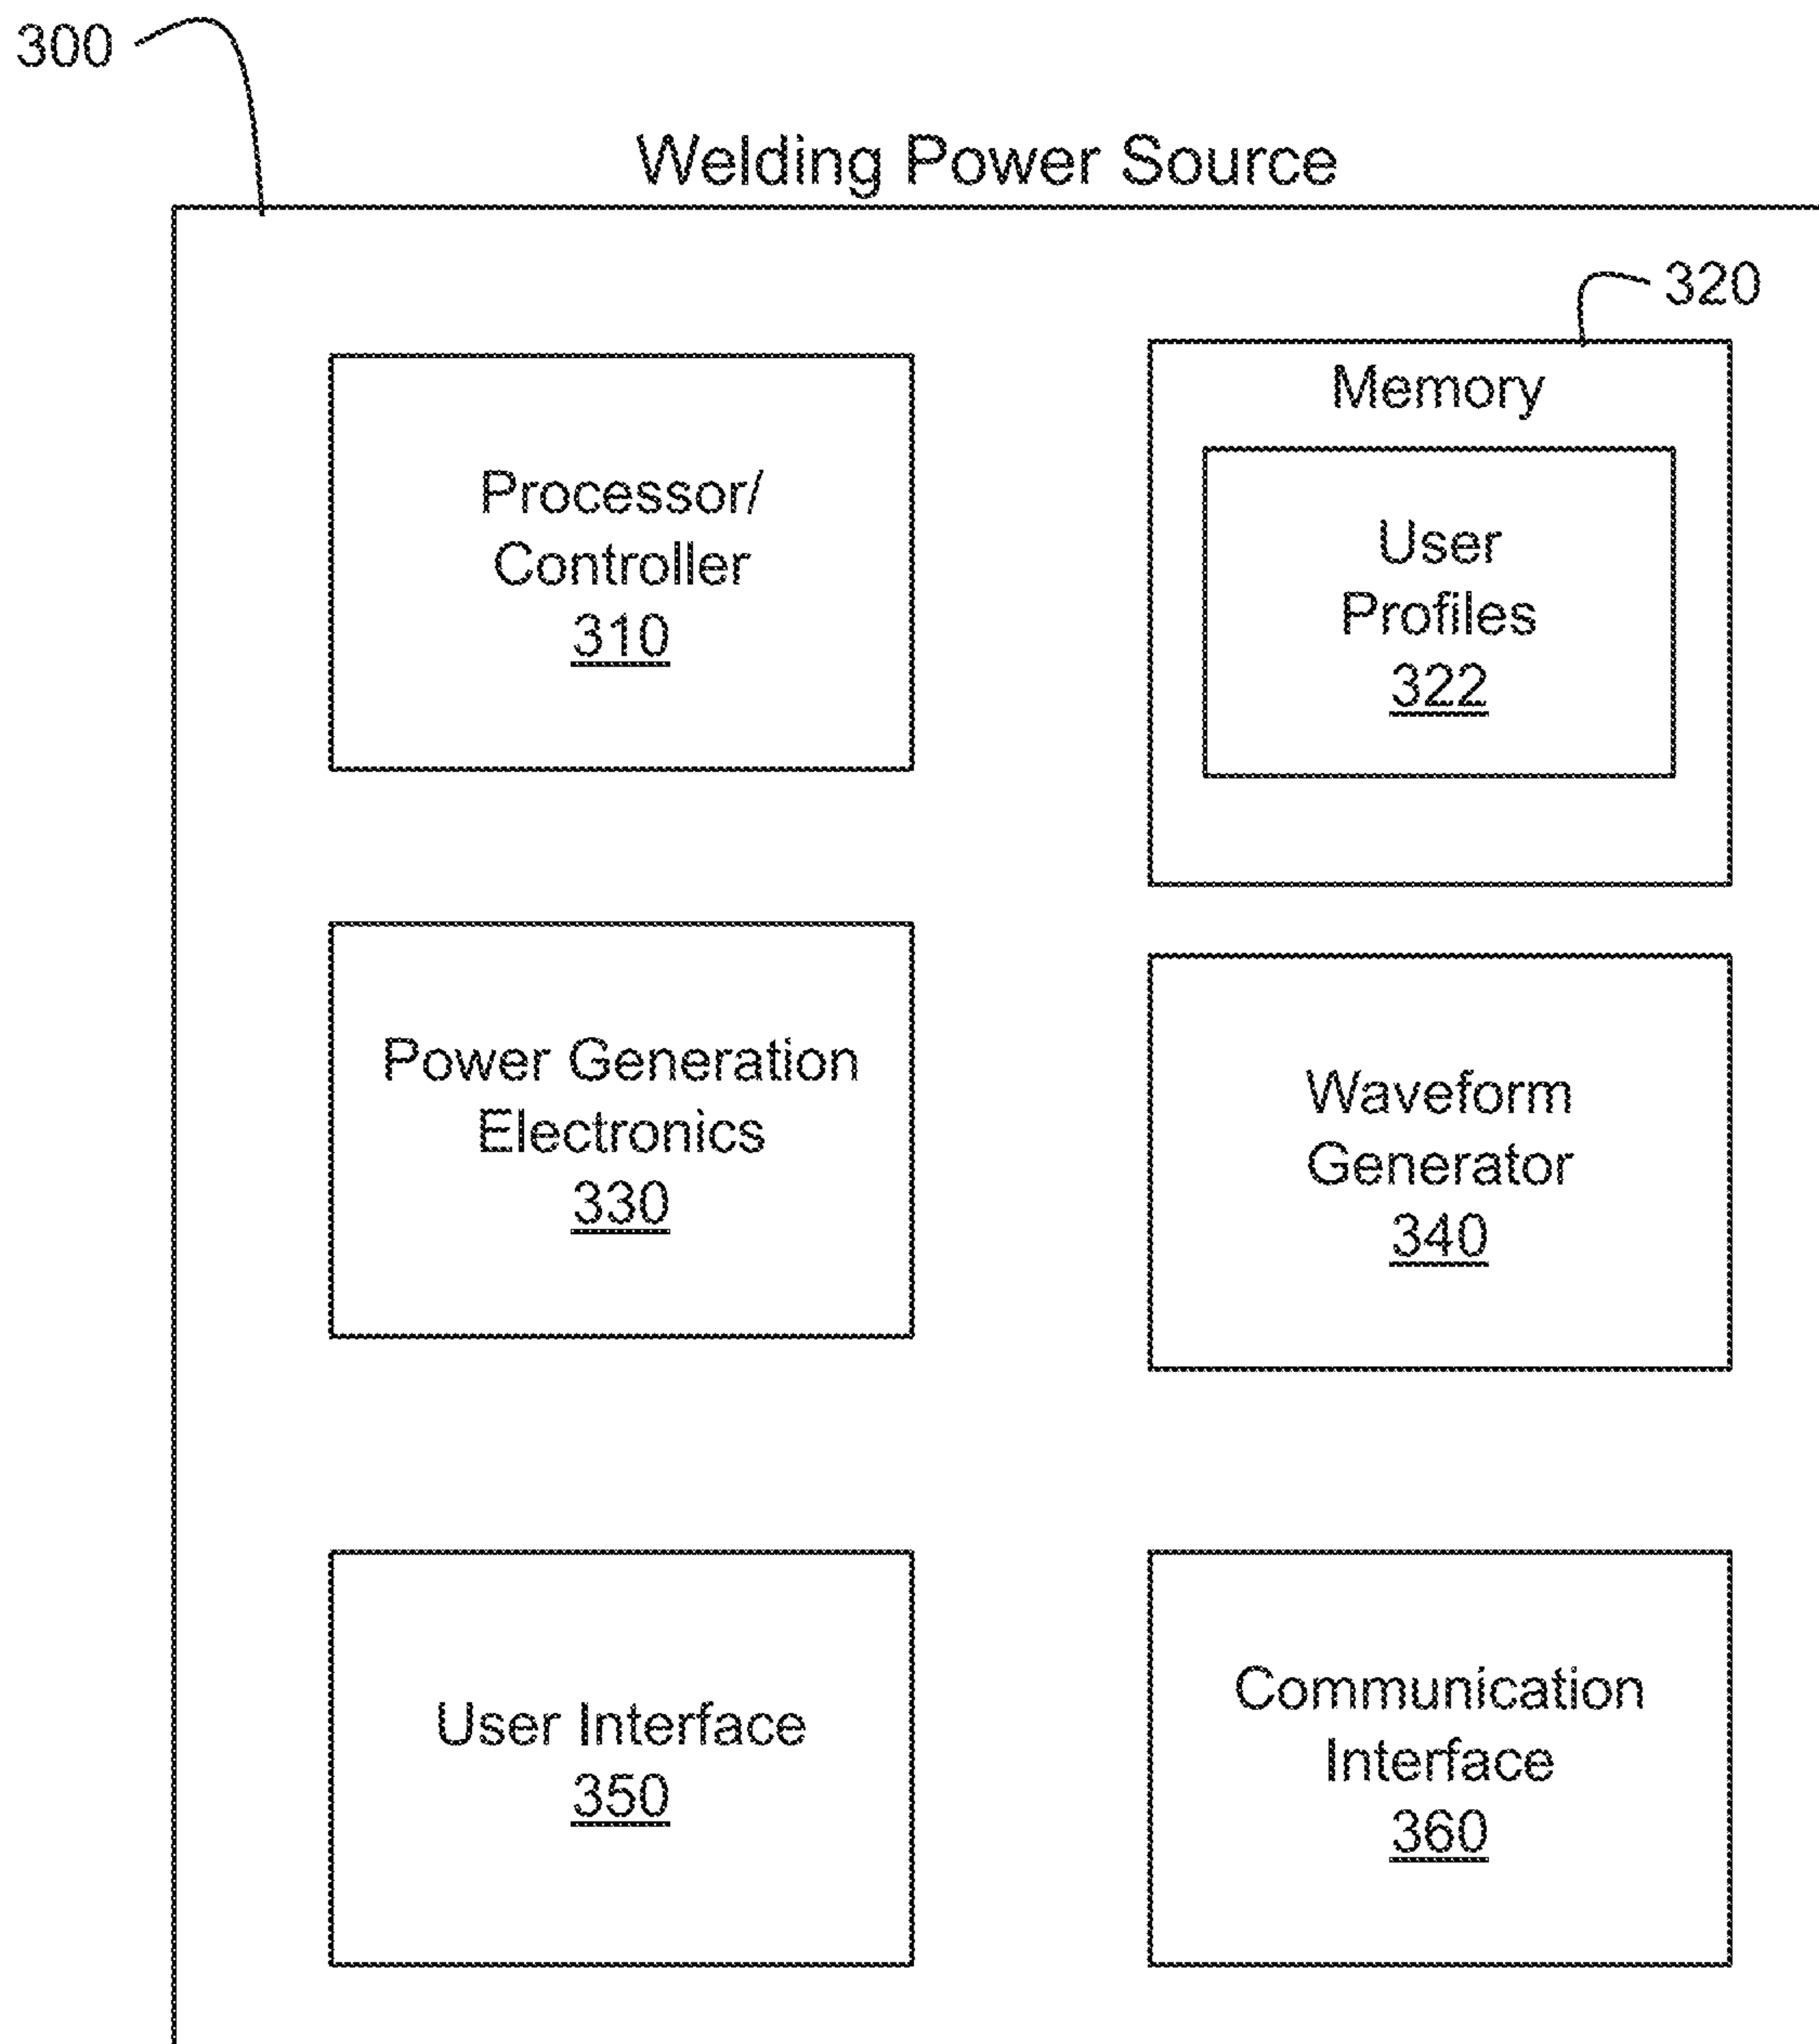 300
Welding Power Source
320
Processor/
Controller
310
Memory
User
Profiles
322
Power Generation
Electronics
330
Waveform
Generator
340
User Interface
350
Communication
Interface
360